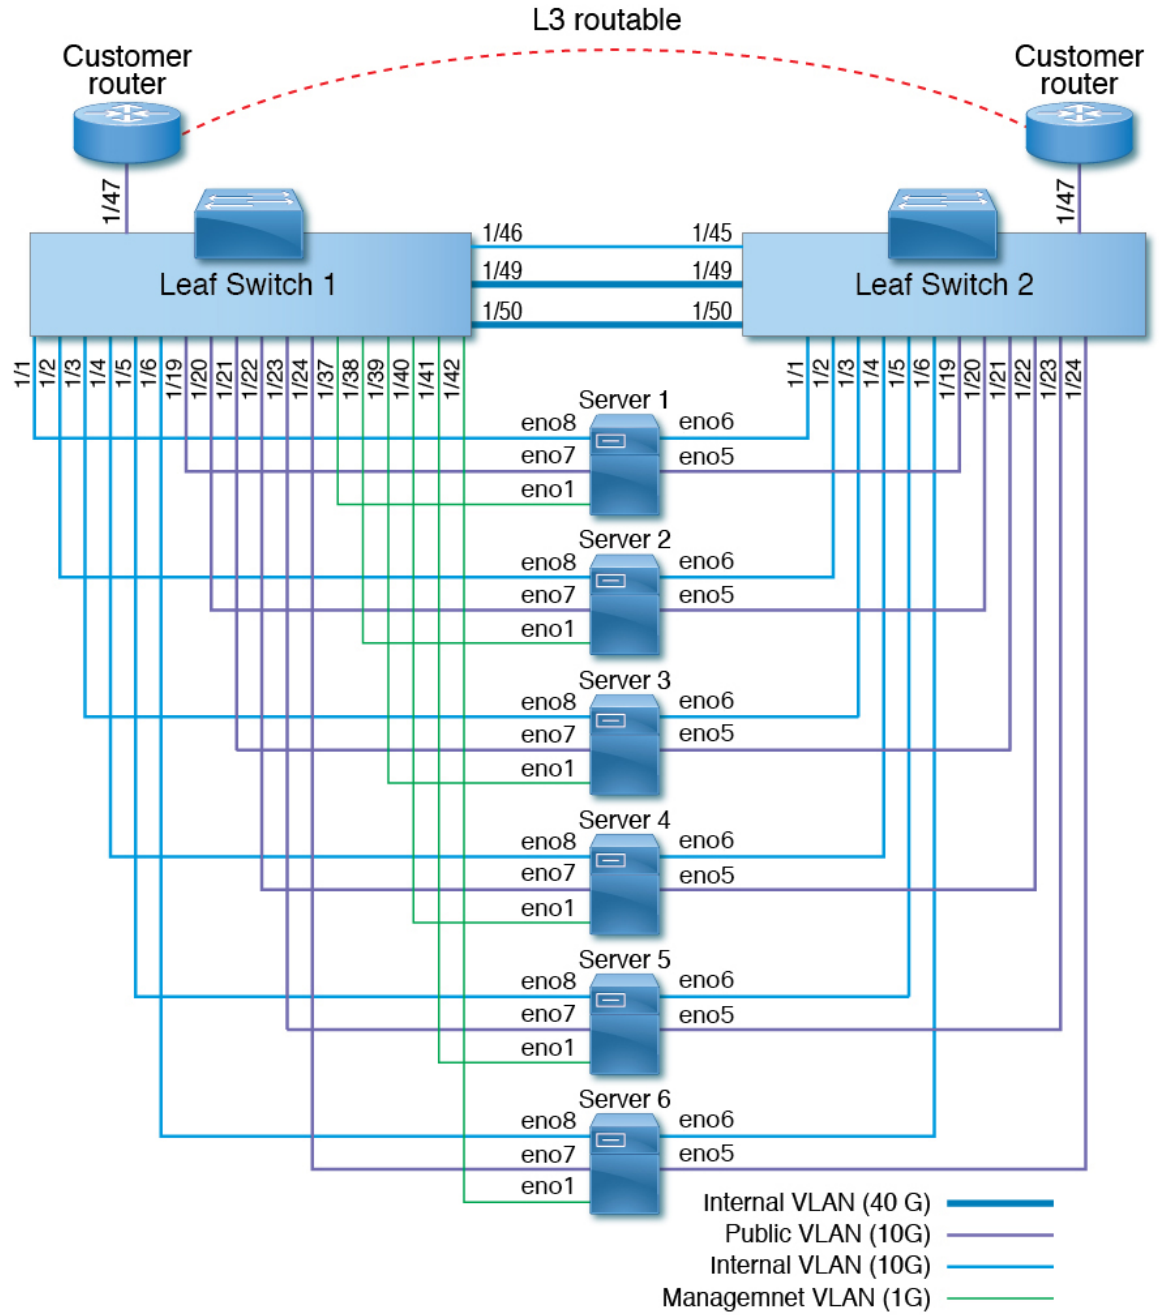 L3 routable
Customer
router
Customer
router
1/47
1/47
Leaf Switch 1
1/46
1/45
1/49
1/49
1/50
1/50
Leaf Switch 2
1/1
1/2
1/3
1/4
1/5
1/6
1/19
1/20
1/21
1/22
1/23
1/24
1/37
1/38
1/39
1/40
1/41
1/42
1/1
1/2
1/3
1/4
1/5
1/6
1/19
1/20
1/21
1/22
1/23
1/24
Server 1
eno8
eno6
eno7
eno5
eno1
Server 2
eno8
eno6
eno7
eno5
eno1
Server 3
eno8
eno6
eno7
eno5
eno1
Server 4
eno8
eno6
eno7
eno5
eno1
Server 5
eno8
eno6
eno7
eno5
eno1
Server 6
eno8
eno6
eno7
eno5
eno1
Internal VLAN (40 G)
Public VLAN (10G)
Internal VLAN (10G)
Managemnet VLAN (1G)